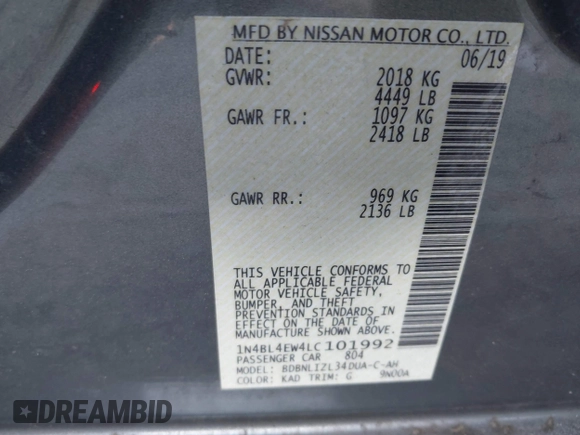 MFD BY NISSAN MOTOR CO., LTD.
DATE: 06/19
GVWR: 2018 KG
4449 LB
GAWR FR.: 1097 KG
2418 LB
GAWR RR.: 969 KG
2136 LB
THIS VEHICLE CONFORMS TO
ALL APPLICABLE FEDERAL
MOTOR VEHICLE SAFETY,
BUMPER, AND THEFT
PREVENTION STANDARDS IN
EFFECT ON THE DATE OF
MANUFACTURE SHOWN ABOVE.
1N4BL4EW4LC101992
PASSENGER CAR 804
MODEL: BDBNLIZL34DUA-C-AH
COLOR: KAD TRIM: G 9N00A
DREAMBID
DREAMBID